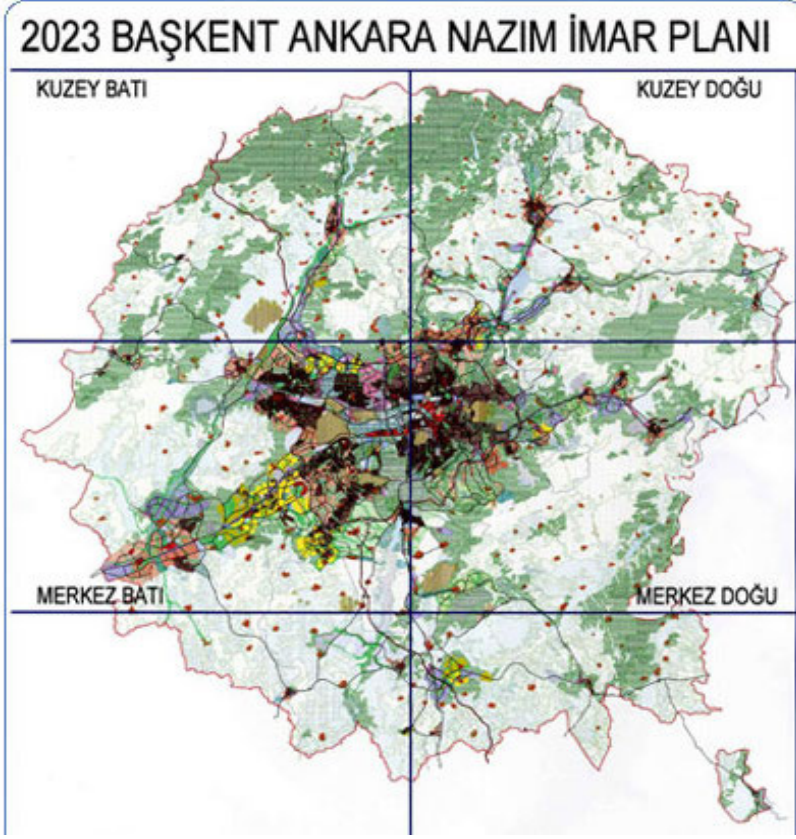 2023 BAŞKENT ANKARA NAZIM İMAR PLANI
KUZEY BATI
KUZEY DOĞU
MERKEZ BATI
MERKEZ DOĞU